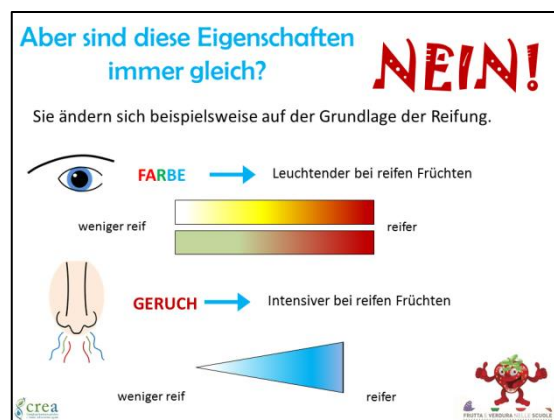 Aber sind diese Eigenschaften
immer gleich?
NEIN!
Sie ändern sich beispielsweise auf der Grundlage der Reifung.
FARBE
Leuchtender bei reifen Früchten
weniger reif
reifer
GERUCH
Intensiver bei reifen Früchten
weniger reif
reifer
crea
FRUTTA E VERDURA NELLE SCUOLE